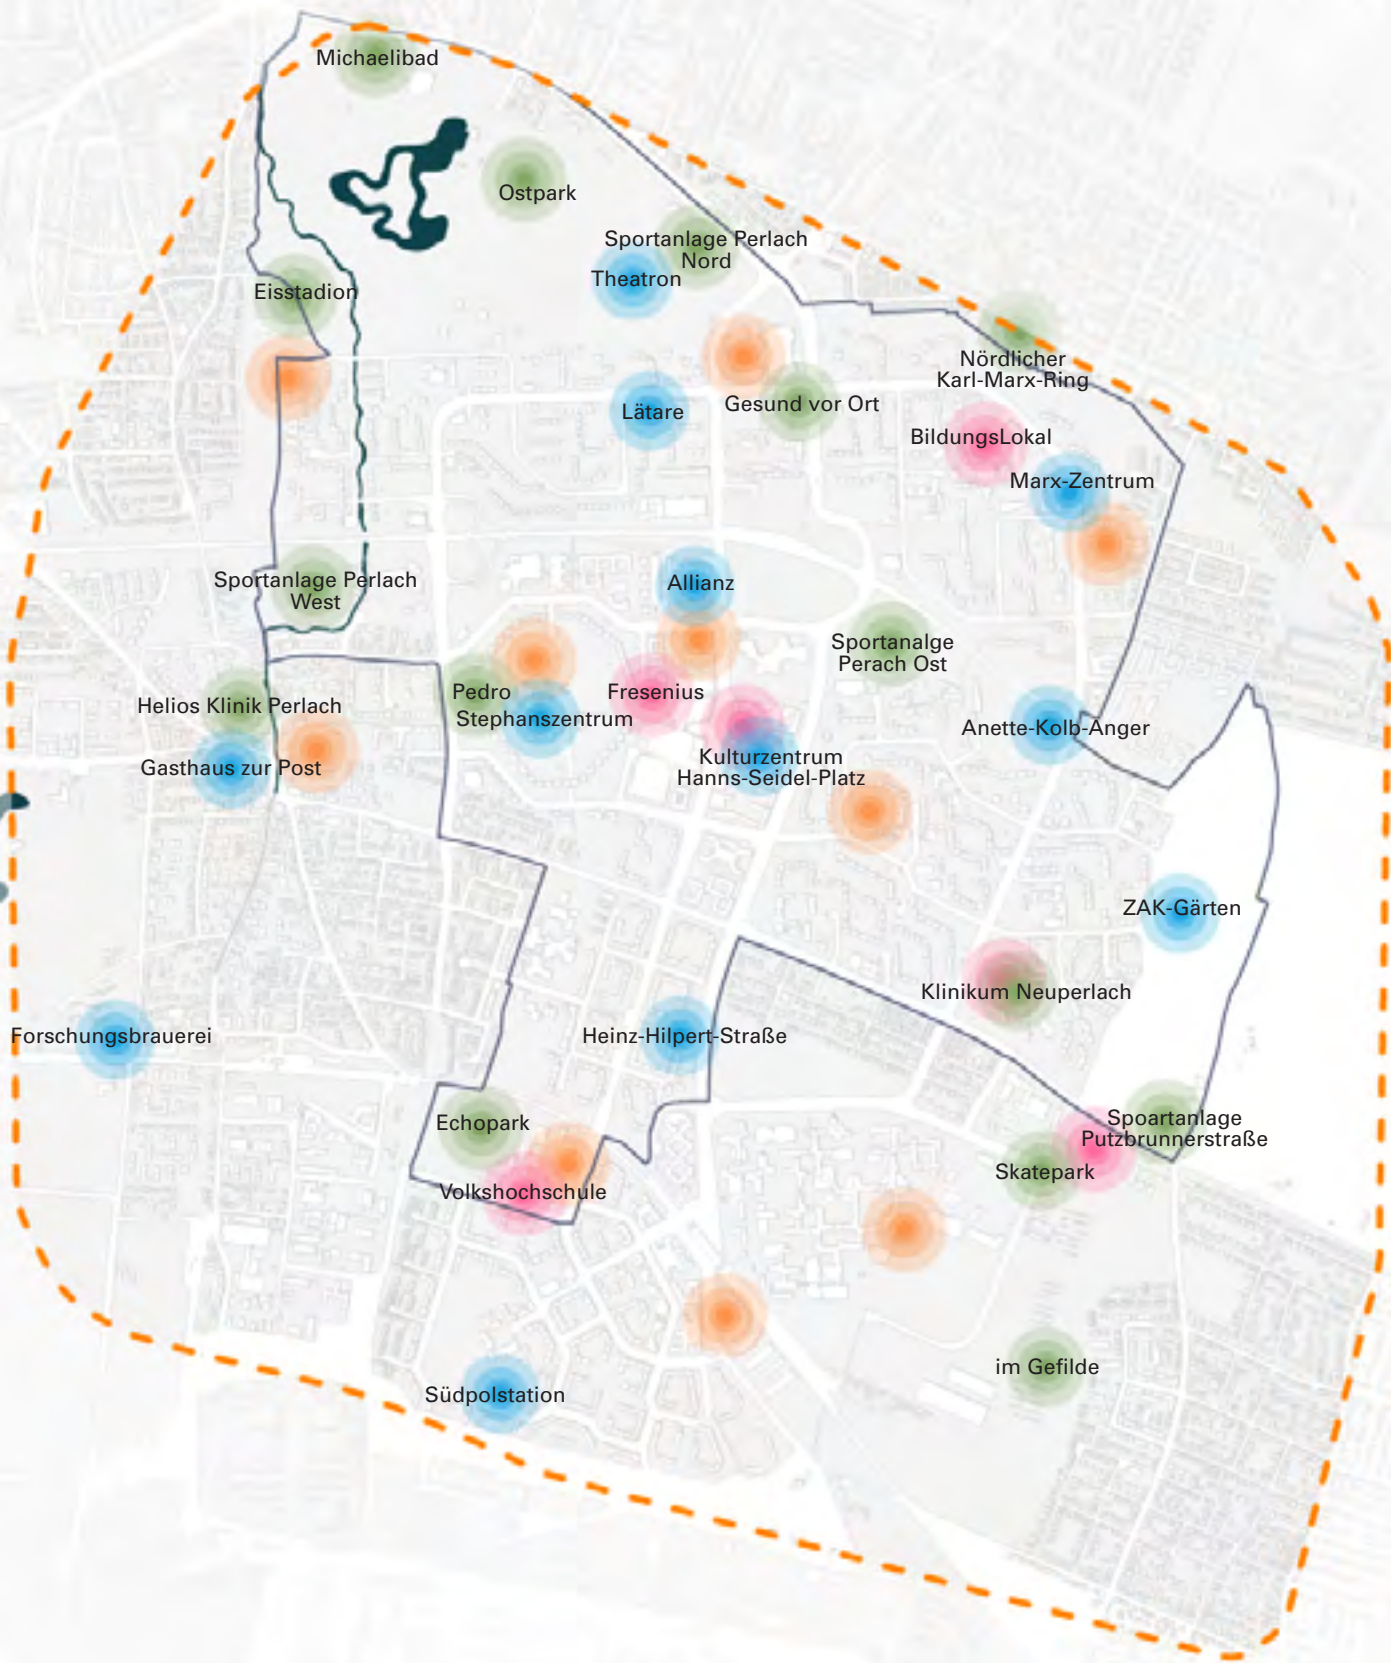 Michaelibad
Ostpark
Sportanlage Perlach
Nord
Theatron
Eisstadion
Nördlicher
Karl-Marx-Ring
Lätare
Gesund vor Ort
BildungsLokal
Marx-Zentrum
Sportanlage Perlach
West
Allianz
Sportanalge
Perach Ost
Pedro
Stephanszentrum
Fresenius
Helios Klinik Perlach
Gasthaus zur Post
Kulturzentrum
Hanns-Seidel-Platz
Anette-Kolb-Anger
ZAK-Gärten
Klinikum Neuperlach
Forschungsbrauerei
Heinz-Hilpert-Straße
Echopark
Spoartanlage
Putzbrunnerstraße
Skatepark
Volkshochschule
im Gefilde
Südpolstation